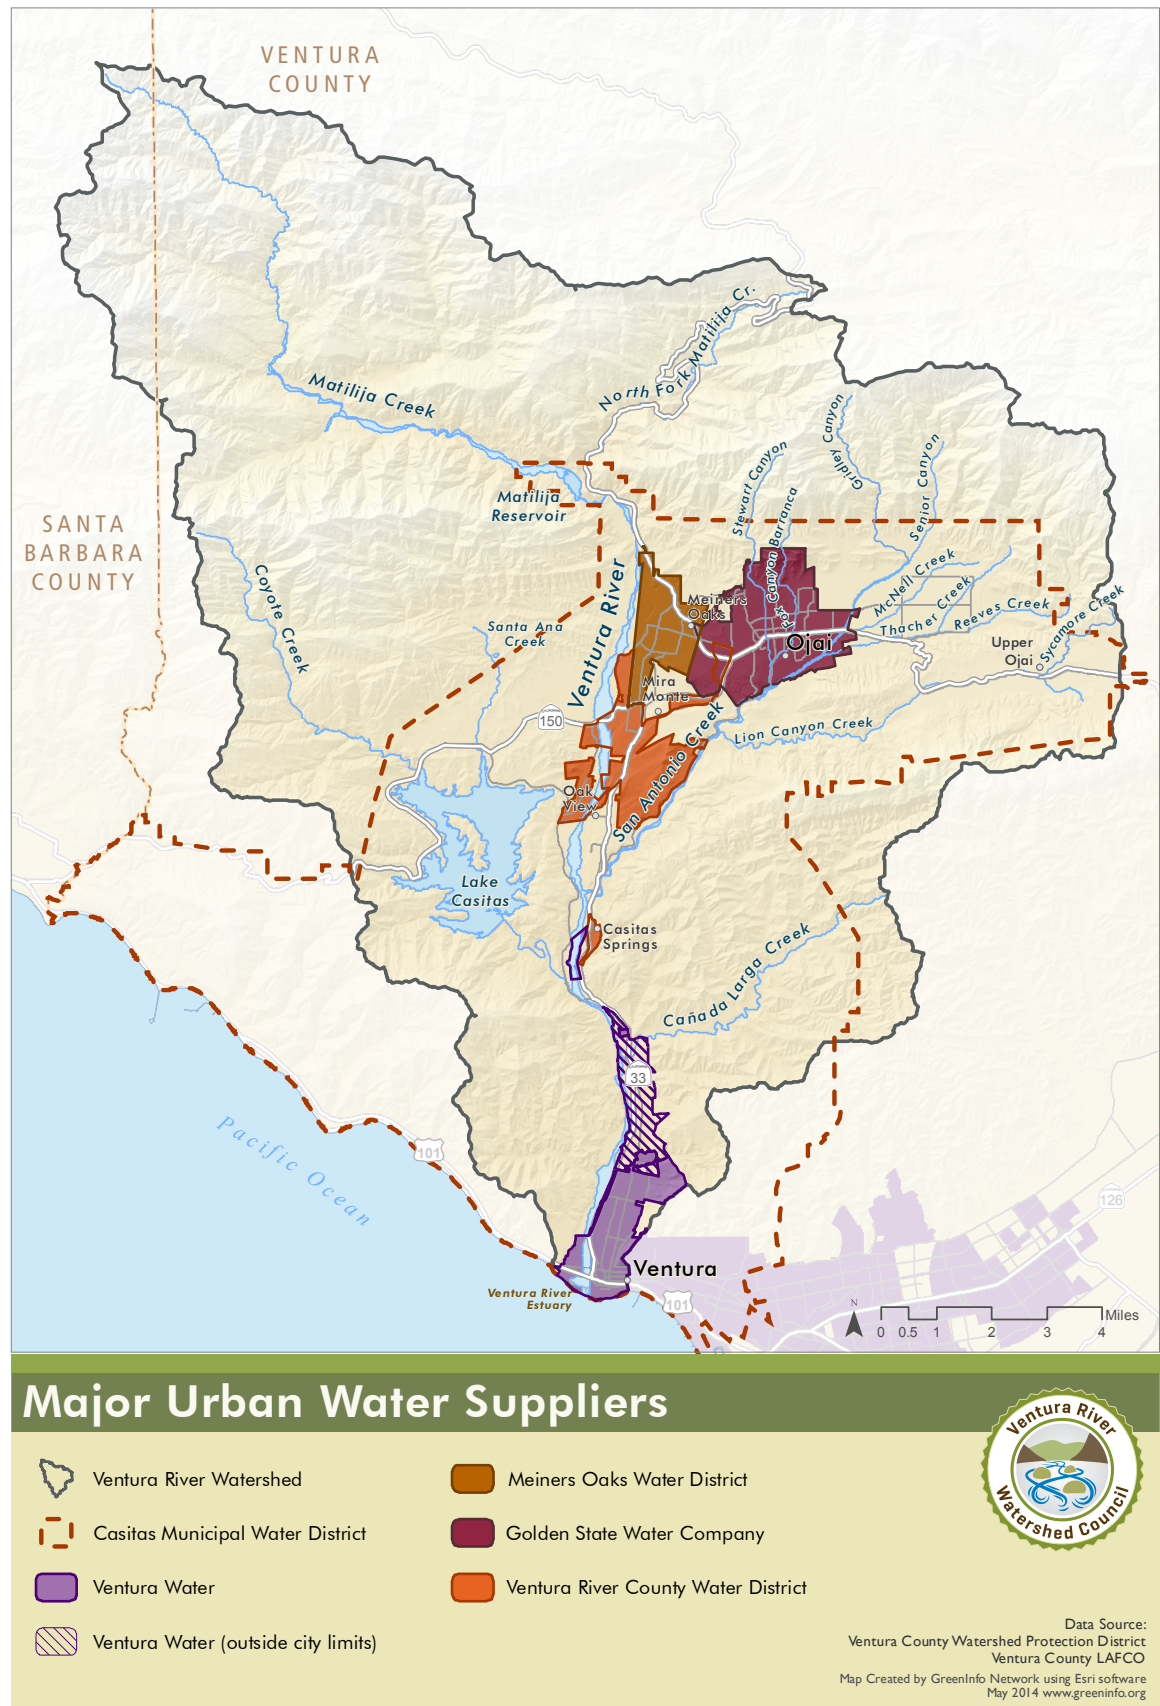 VENTURA
COUNTY
North Fork Matilija Cr.
Matilija Creek
Gridley Canyon
Senior Canyon
Stewart Canyon
Fox Canyon Barranca
Matilija
Reservoir
SANTA
BARBARA
COUNTY
Coyote Creek
Ventura River
Santa Ana
Creek
Meiners
Oaks
McNell Creek
Thacher Creek
Reeves Creek
Sycamore Creek
Ojai
Upper
Ojai
Mira
Monte
CALIFORNIA
150
Lion Canyon Creek
San Antonio Creek
Oak
View
Lake
Casitas
Casitas
Springs
Cañada Larga Creek
CALIFORNIA
33
Pacific Ocean
101
CALIFORNIA
126
Ventura
Ventura River
Estuary
101
N
Miles
0 0.5 1 2 3 4
Major Urban Water Suppliers
Ventura River Watershed
Casitas Municipal Water District
Ventura Water
Ventura Water (outside city limits)
Meiners Oaks Water District
Golden State Water Company
Ventura River County Water District
Ventura River
Watershed Council
Data Source:
Ventura County Watershed Protection District
Ventura County LAFCO
Map Created by GreenInfo Network using Esri software
May 2014 www.greeninfo.org